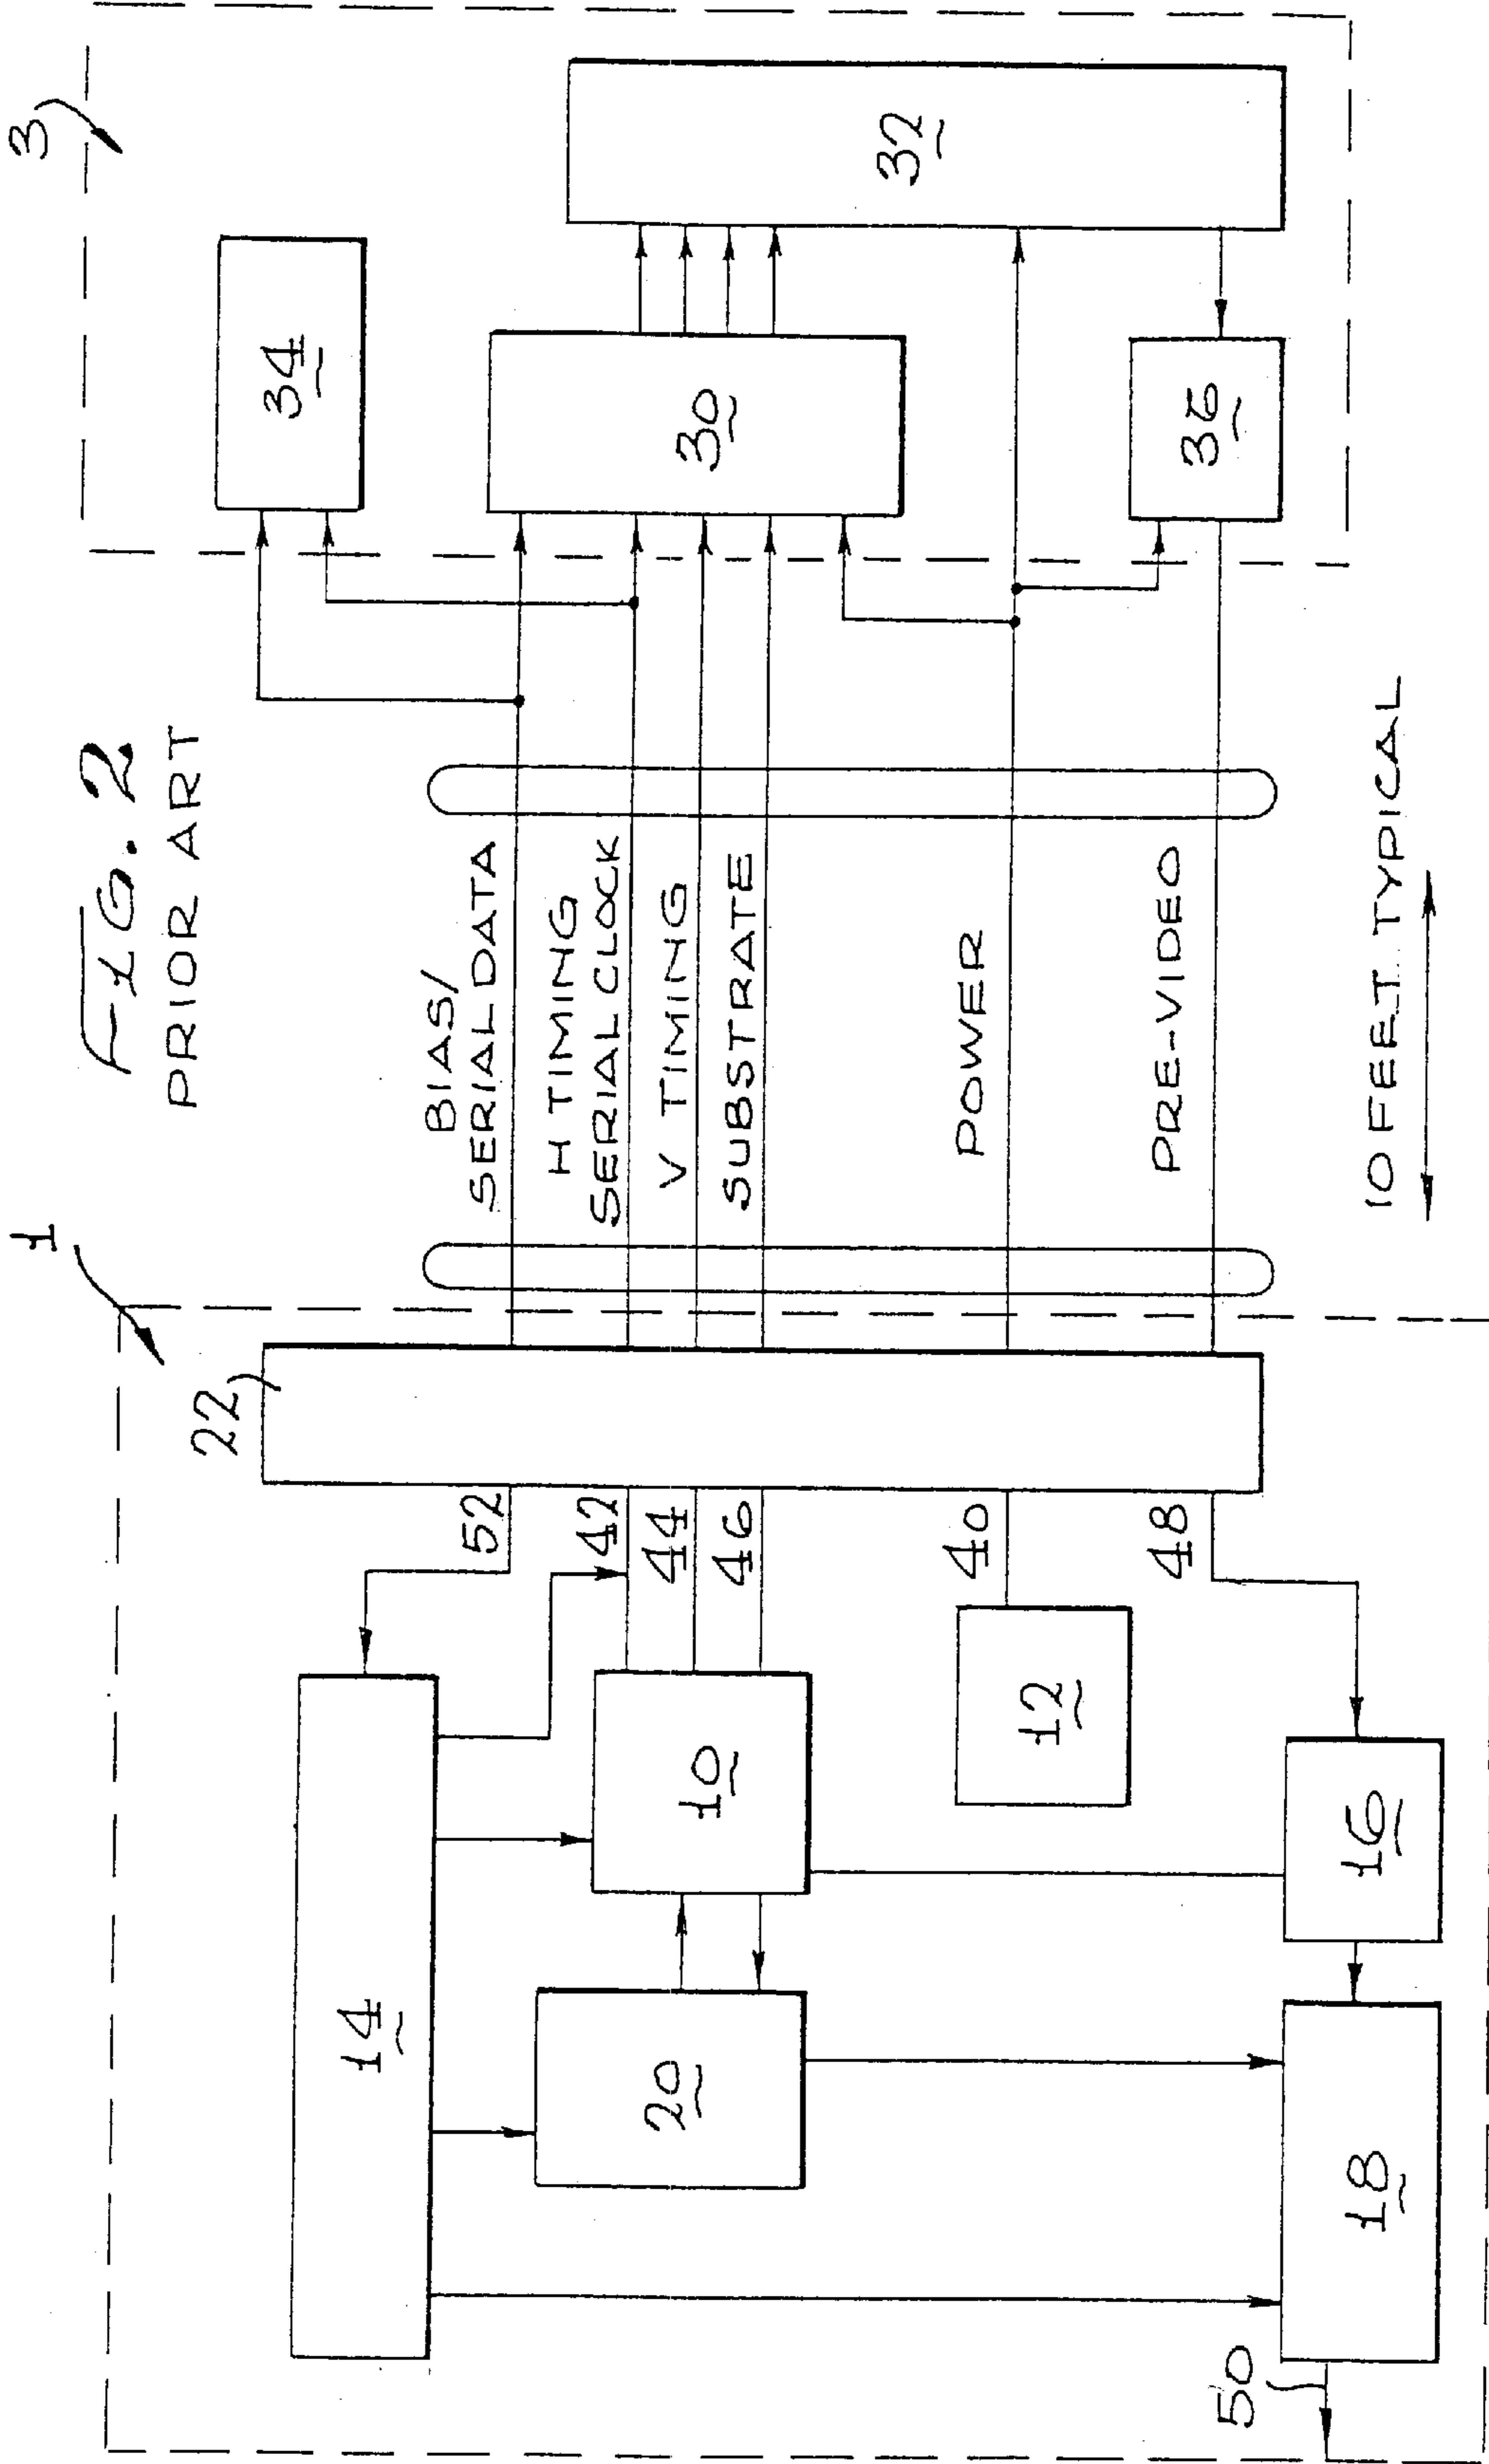 FIG. 2
PRIOR ART
1
3
22
52
42
44
46
40
48
BIAS/
SERIAL DATA
H TIMING
SERIAL CLOCK
V TIMING
SUBSTRATE
POWER
PRE-VIDEO
10 FEET TYPICAL
14
20
10
12
16
18
50
34
30
32
36